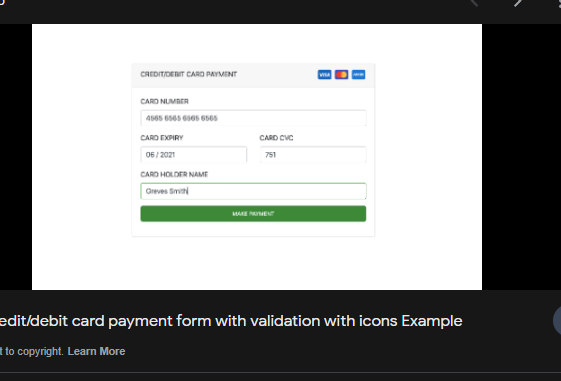 CREDIT/DEBIT CARD PAYMENT VISA
CARD NUMBER
4565 6565 6565 6565
CARD EXPIRY CARD CVC
06 / 2021 751
CARD HOLDER NAME
Greves Smith
MAKE PAYMENT
edit/debit card payment form with validation with icons Example
t to copyright. Learn More